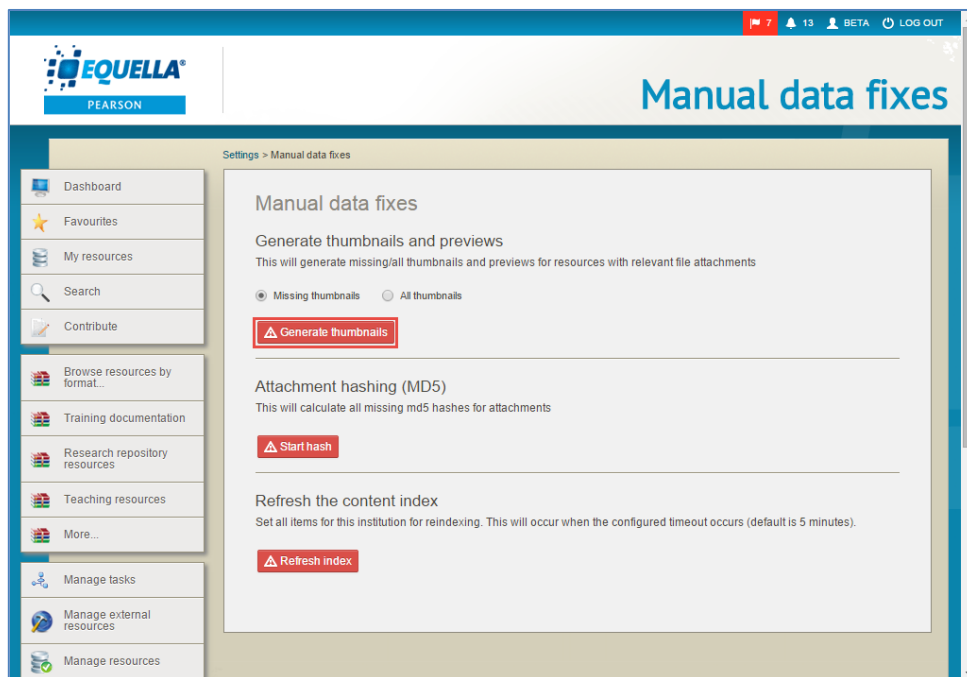 7 13 BETA LOG OUT
EQUELLA®
PEARSON
Manual data fixes
Settings > Manual data fixes
Dashboard
Favourites
My resources
Search
Contribute
Browse resources by
format...
Training documentation
Research repository
resources
Teaching resources
More...
Manage tasks
Manage external
resources
Manage resources
Manual data fixes
Generate thumbnails and previews
This will generate missing/all thumbnails and previews for resources with relevant file attachments
Missing thumbnails All thumbnails
Generate thumbnails
Attachment hashing (MD5)
This will calculate all missing md5 hashes for attachments
Start hash
Refresh the content index
Set all items for this institution for reindexing. This will occur when the configured timeout occurs (default is 5 minutes).
Refresh index